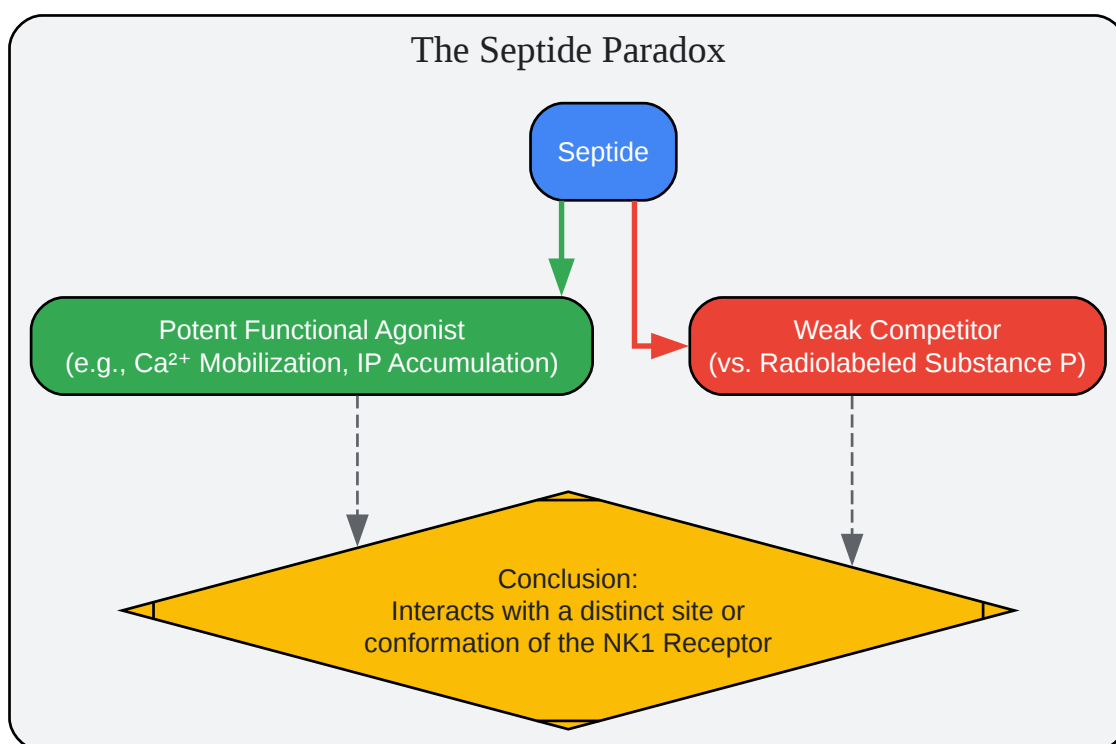 The Septide Paradox
Septide
Potent Functional Agonist
(e.g., Ca²⁺ Mobilization, IP Accumulation)
Weak Competitor
(vs. Radiolabeled Substance P)
Conclusion:
Interacts with a distinct site or
conformation of the NK1 Receptor